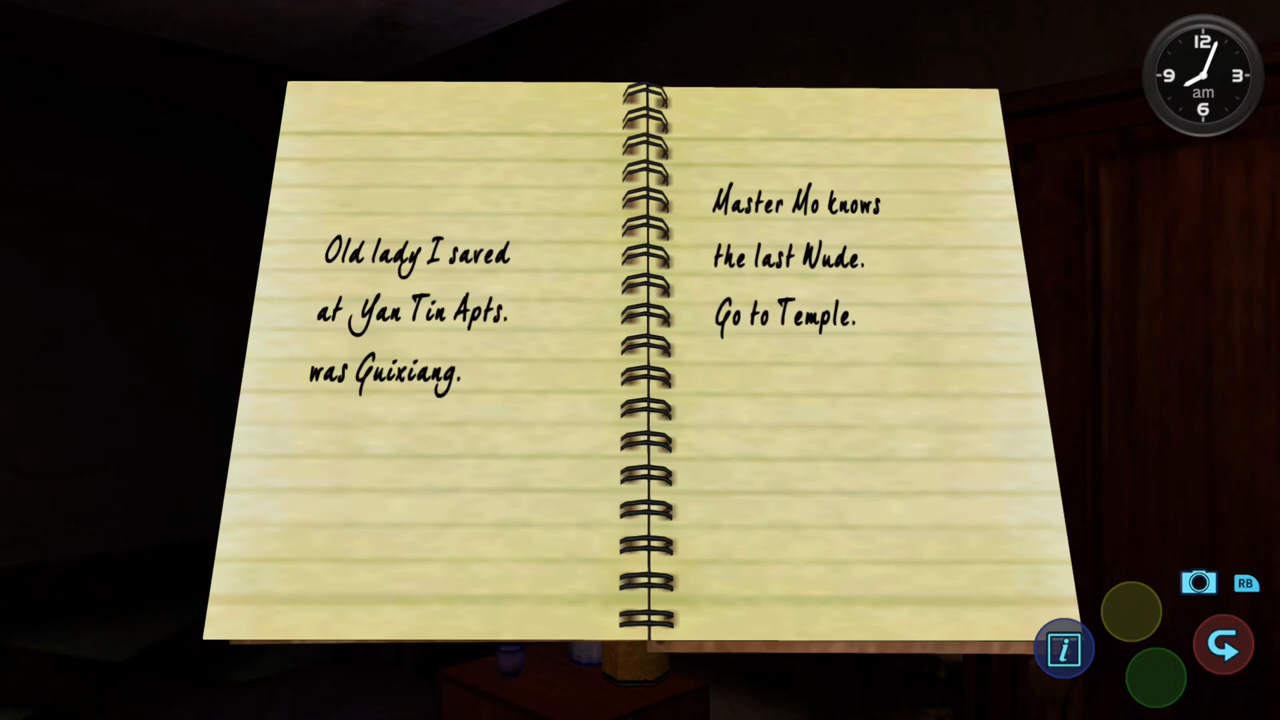 Old lady I saved
at Yan Tin Apts.
was Guixiang.
Master Mo knows
the last Wude.
Go to Temple.
12
9
3
am
6
RB
i